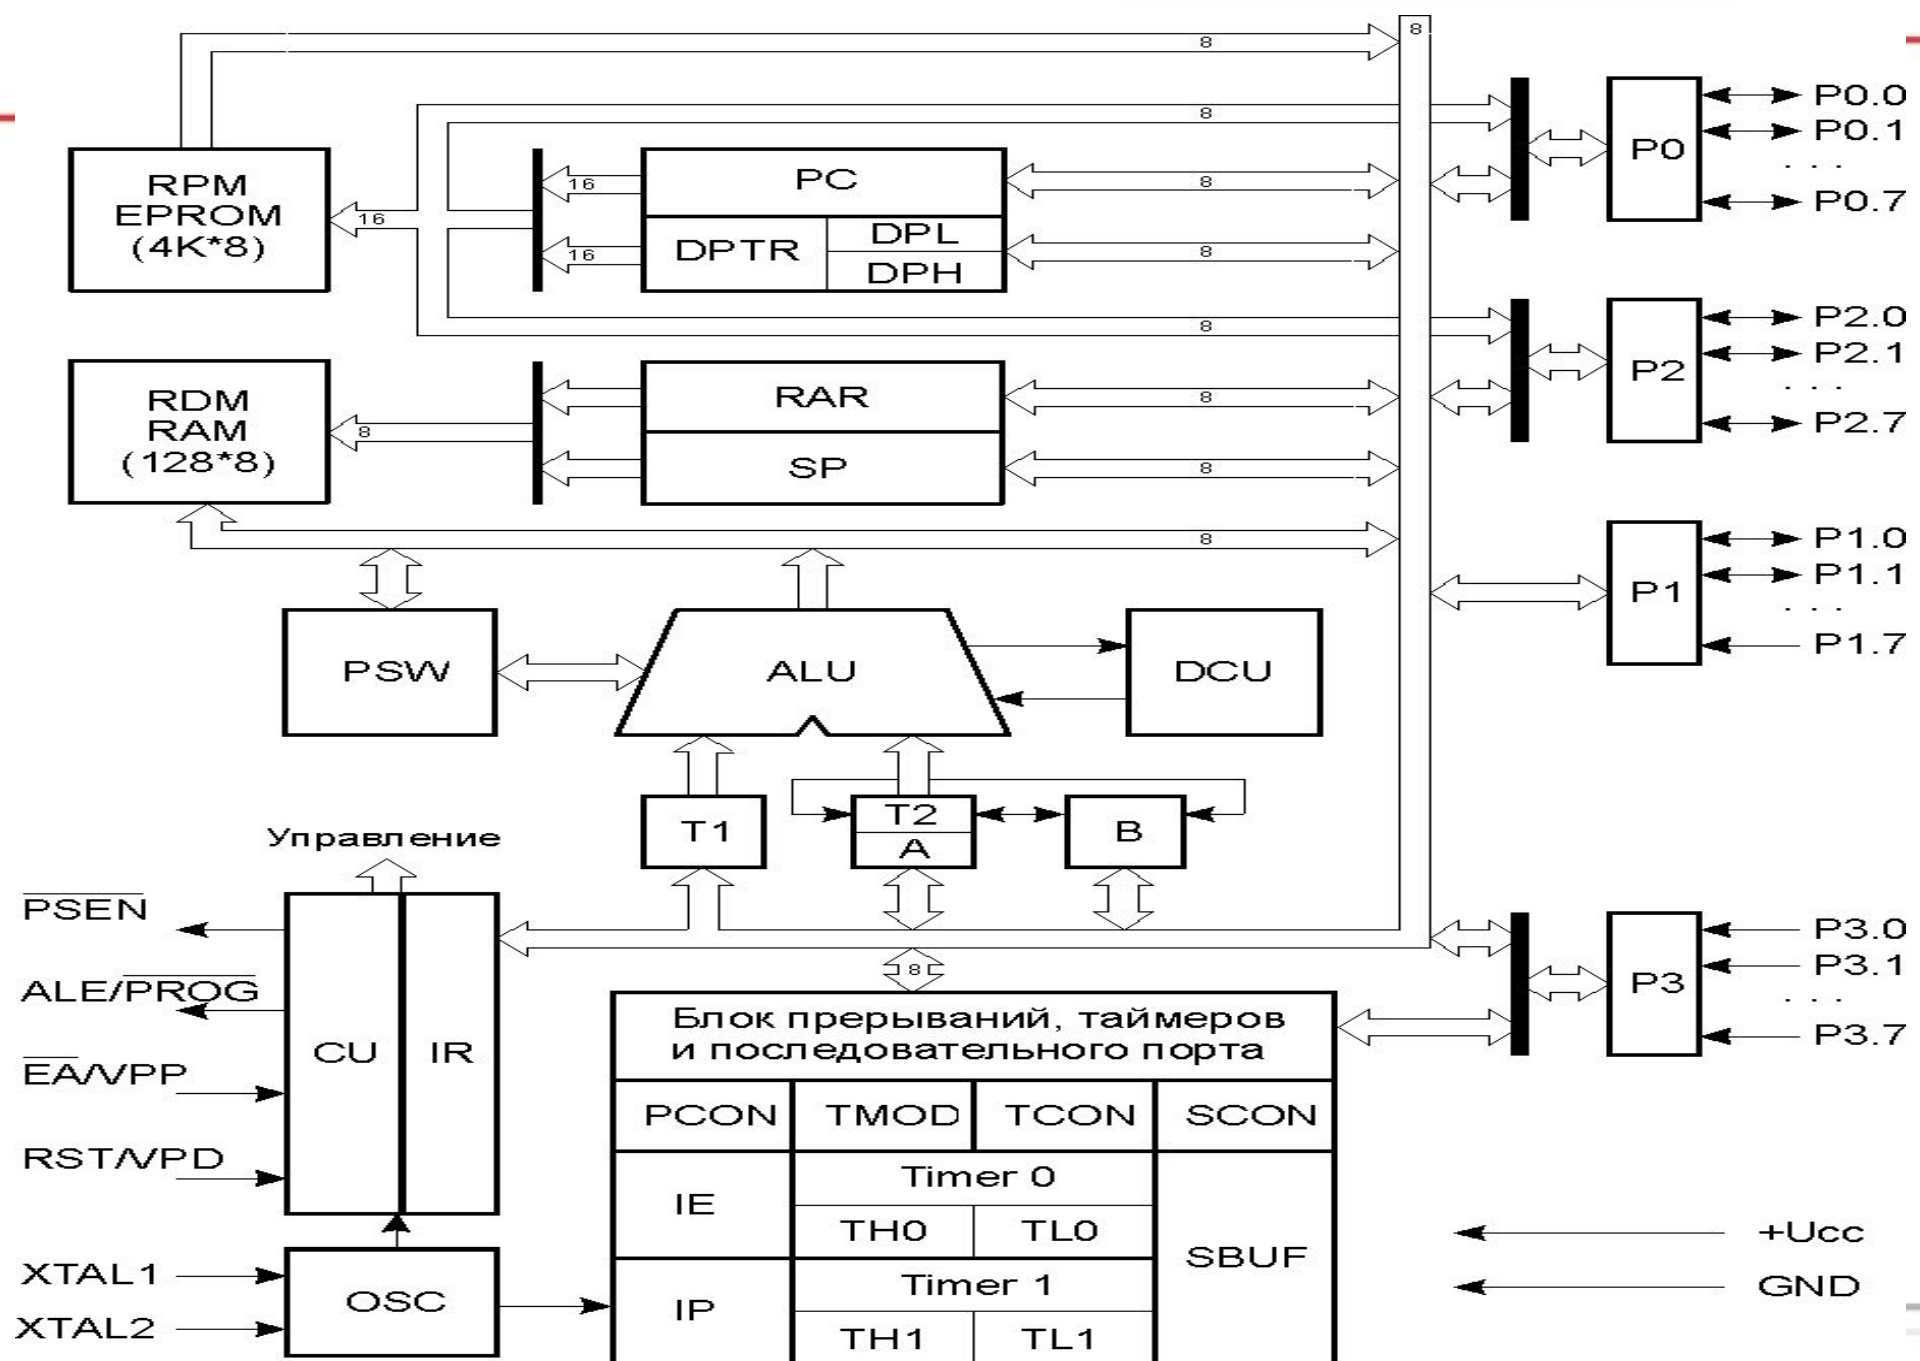 8
8
8
P0.0
P0.1
. . .
P0.7
P0
RPM
EPROM
(4K*8)
16
16
16
PC
DPTR
DPL
DPH
8
8
8
P2.0
P2.1
. . .
P2.7
P2
RDM
RAM
(128*8)
8
RAR
SP
8
8
8
P1.0
P1.1
. . .
P1.7
P1
PSW
ALU
DCU
T1
T2
A
B
Управление
PSEN
ALE/PROG
EA/VPP
RST/VPD
XTAL1
XTAL2
CU
IR
OSC
8
Блок прерываний, таймеров
и последовательного порта
PCON
TMOD
TCON
SCON
IE
Timer 0
TH0
TL0
SBUF
IP
Timer 1
TH1
TL1
P3
P3.0
P3.1
. . .
P3.7
+Ucc
GND